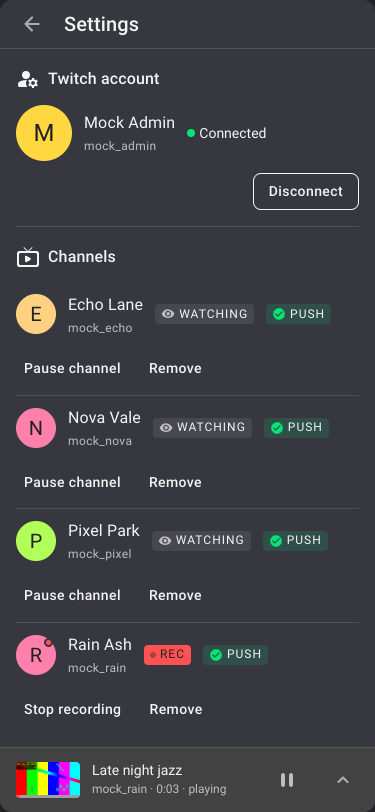 Settings
Twitch account
M
Mock Admin
mock_admin
Connected
Disconnect
Channels
E
Echo Lane
mock_echo
WATCHING
PUSH
Pause channel Remove
N
Nova Vale
mock_nova
WATCHING
PUSH
Pause channel Remove
P
Pixel Park
mock_pixel
WATCHING
PUSH
Pause channel Remove
R
Rain Ash
mock_rain
REC
PUSH
Stop recording Remove
Late night jazz
mock_rain · 0:03 · playing